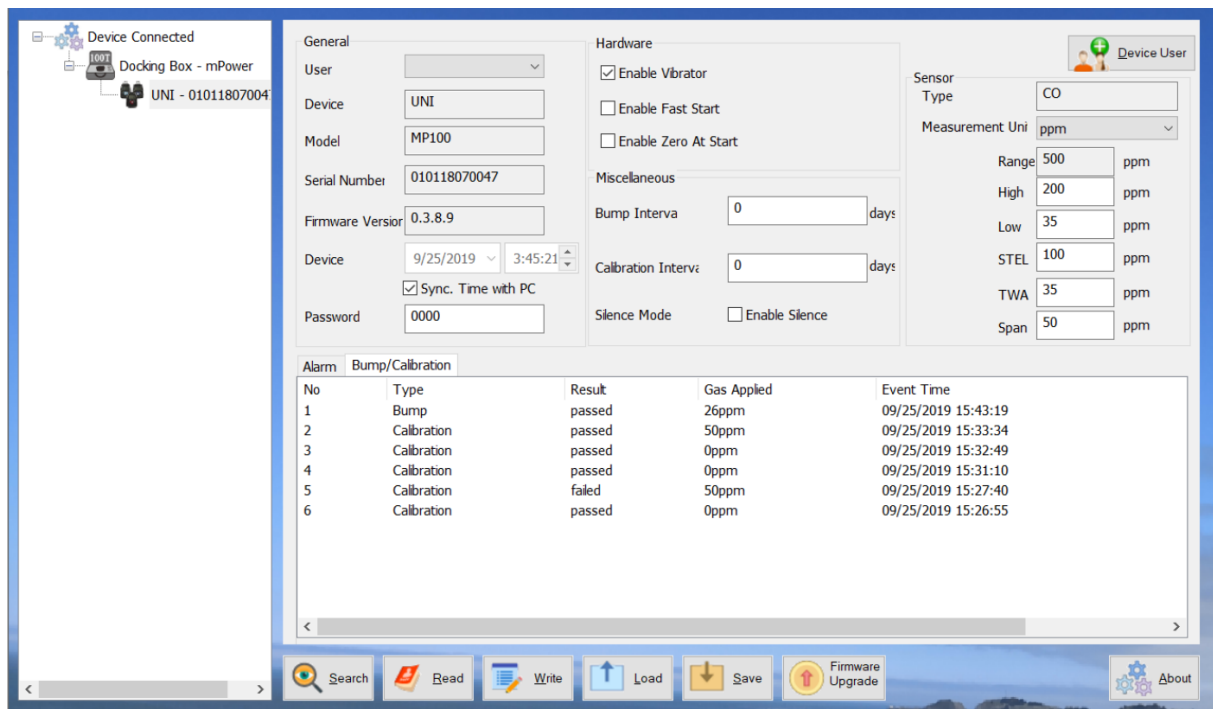 Device Connected
100T
Docking Box - mPower
UNI - 01011807004
General
User
Device
UNI
Model
MP100
Serial Number
010118070047
Firmware Version
0.3.8.9
Device
9/25/2019
3:45:21
Sync. Time with PC
Password
0000
Hardware
Enable Vibrator
Enable Fast Start
Enable Zero At Start
Miscellaneous
Bump Interva
0
days
Calibration Interva
0
days
Silence Mode
Enable Silence
Device User
Sensor
Type
CO
Measurement Uni
ppm
Range
500
ppm
High
200
ppm
Low
35
ppm
STEL
100
ppm
TWA
35
ppm
Span
50
ppm
Alarm Bump/Calibration
No Type Result Gas Applied Event Time
1 Bump passed 26ppm 09/25/2019 15:43:19
2 Calibration passed 50ppm 09/25/2019 15:33:34
3 Calibration passed 0ppm 09/25/2019 15:32:49
4 Calibration passed 0ppm 09/25/2019 15:31:10
5 Calibration failed 50ppm 09/25/2019 15:27:40
6 Calibration passed 0ppm 09/25/2019 15:26:55
Search
Read
Write
Load
Save
Firmware
Upgrade
About